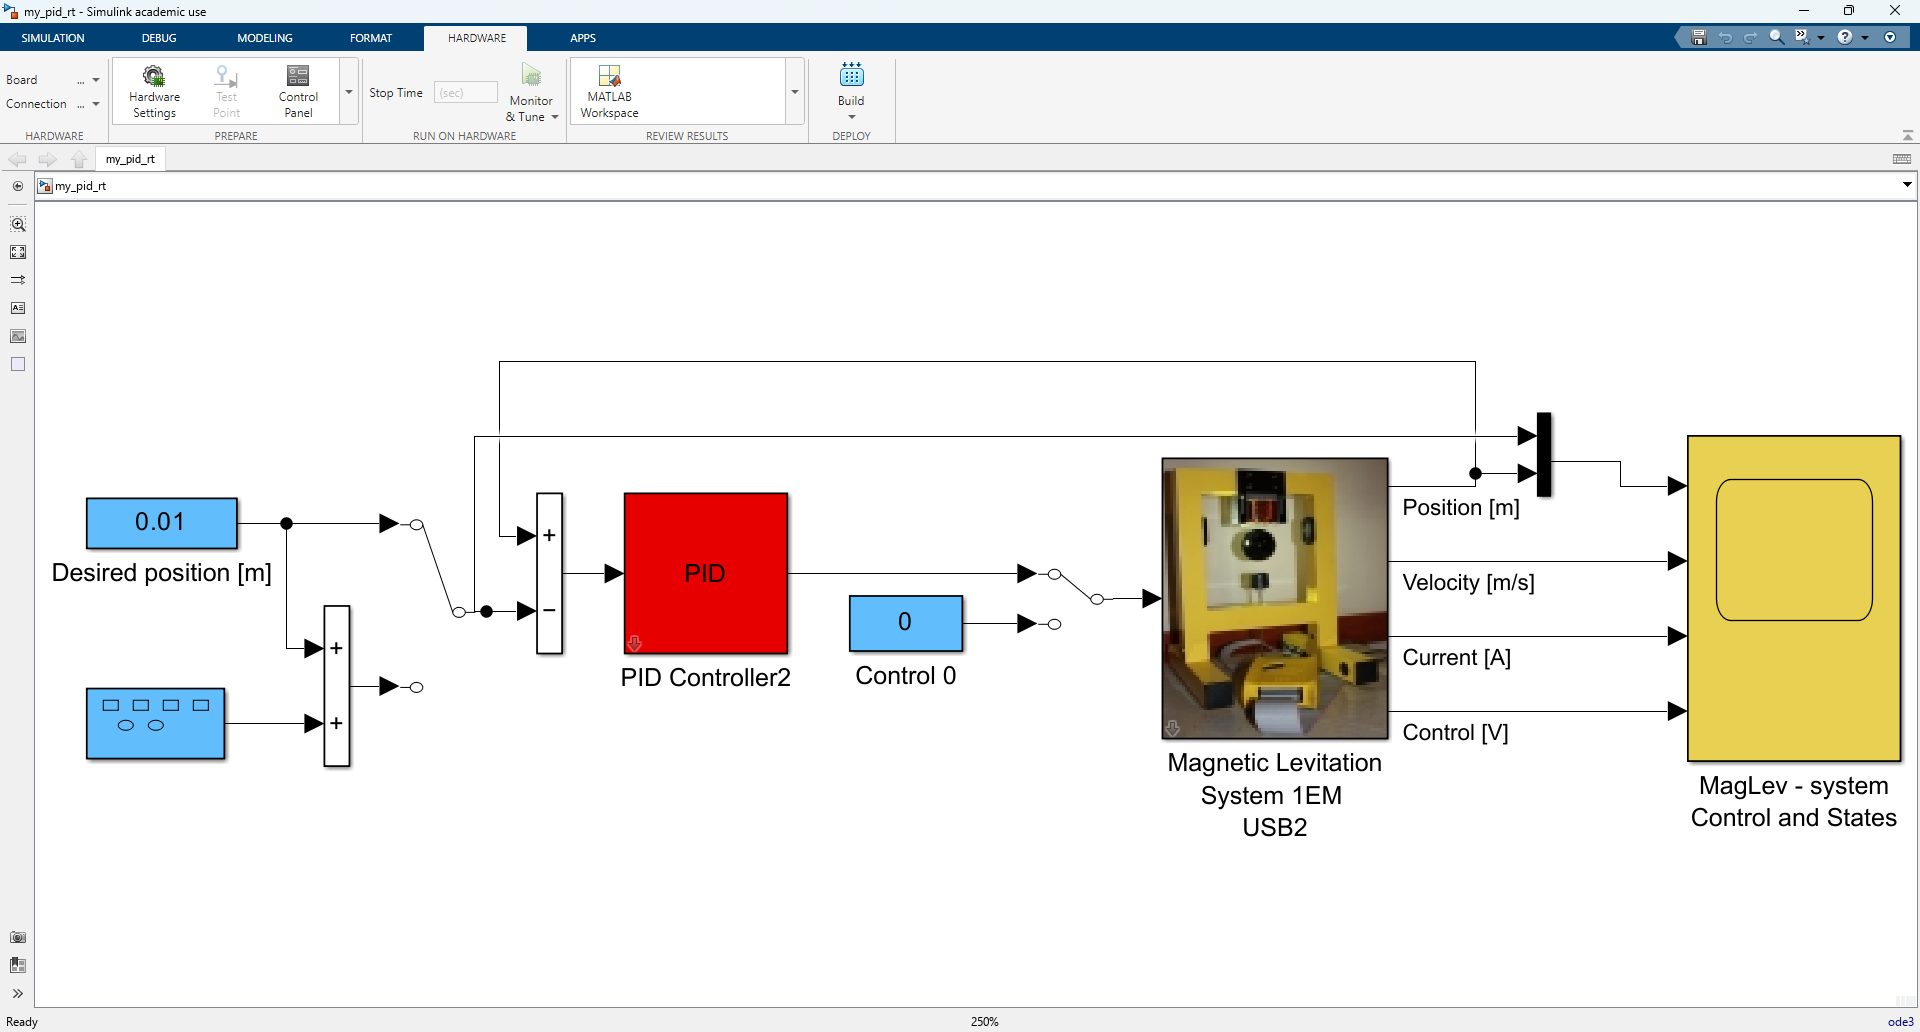 my_pid_rt - Simulink academic use
SIMULATION DEBUG MODELING FORMAT HARDWARE APPS
Board ...
Connection ...
HARDWARE
Hardware
Settings
Test
Point
Control
Panel
PREPARE
Stop Time (sec)
Monitor
& Tune
RUN ON HARDWARE
MATLAB
Workspace
REVIEW RESULTS
Build
DEPLOY
my_pid_rt
my_pid_rt
0.01
Desired position [m]
+
+
+
−
PID
PID Controller2
0
Control 0
Magnetic Levitation
System 1EM
USB2
Position [m]
Velocity [m/s]
Current [A]
Control [V]
MagLev - system
Control and States
Ready
250%
ode3